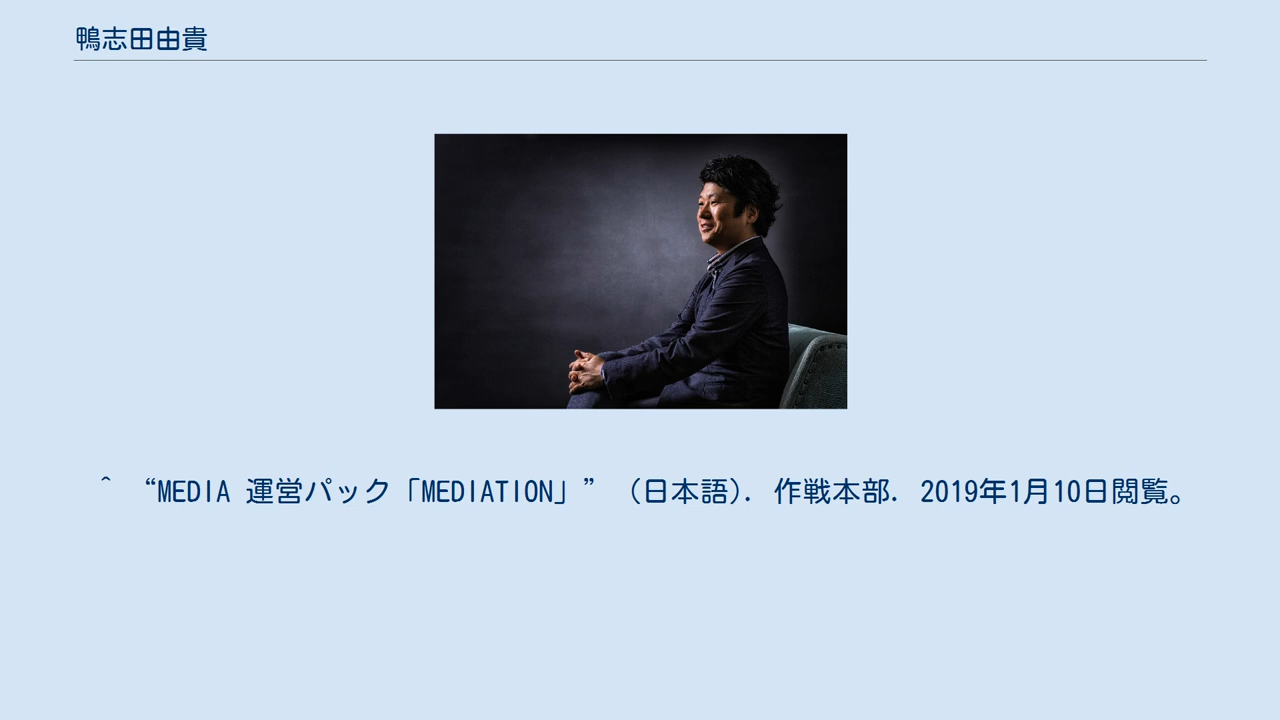 鴨志田由貴
^ “MEDIA 運営パック「MEDIATION」” (日本語). 作戦本部. 2019年1月10日閲覧。